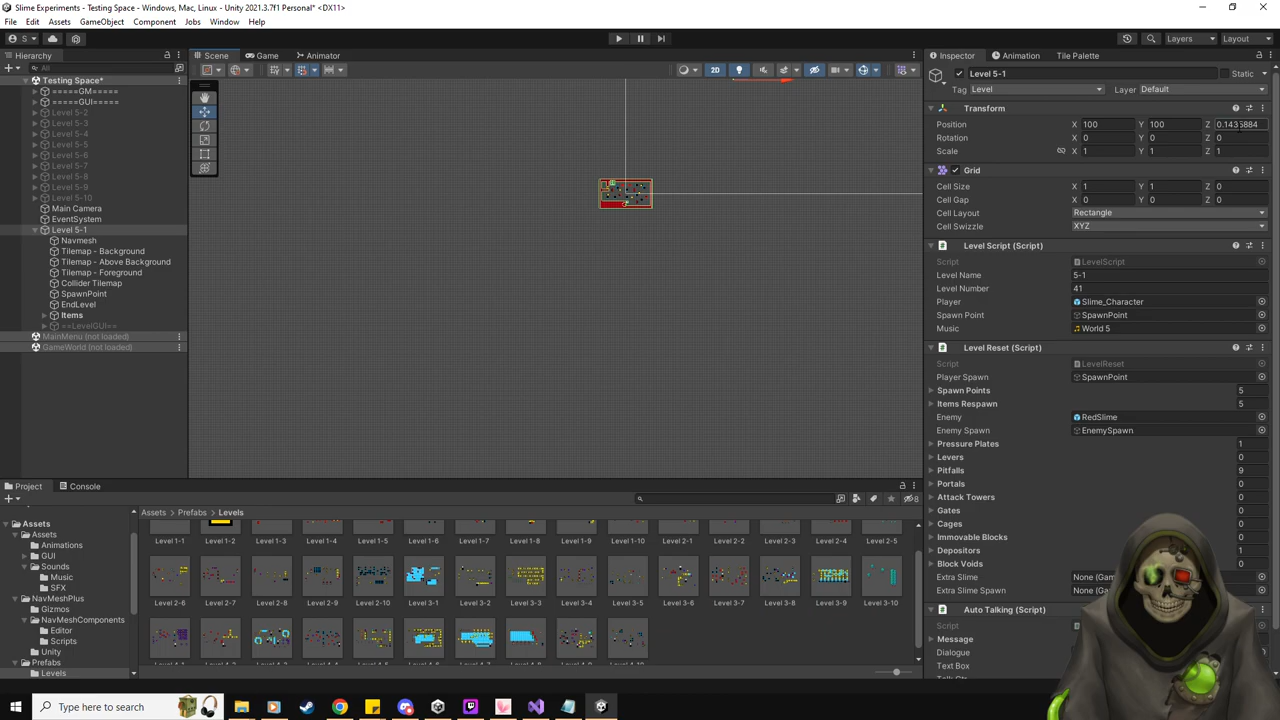 Slime Experiments - Testing Space - Windows, Mac, Linux - Unity 2021.3.7f1 Personal* <DX11>
File Edit Assets GameObject Component Jobs Window Help
S Layers Layout
Hierarchy Scene Game Animator Inspector Animation Tile Palette
All 2D Level 5-1 Static
Testing Space* Tag Level Layer Default
=====GM=====
=====GUI===== Transform
Level 5-2 Position X 100 Y 100 Z 0.1435884
Level 5-3 Rotation X 0 Y 0 Z 0
Level 5-4 Scale X 1 Y 1 Z 1
Level 5-5
Level 5-6 Grid
Level 5-7 Cell Size X 1 Y 1 Z 0
Level 5-8 Cell Gap X 0 Y 0 Z 0
Level 5-9 Cell Layout Rectangle
Level 5-10 Cell Swizzle XYZ
Main Camera
EventSystem
Level 5-1 Level Script (Script)
Navmesh Script LevelScript
Tilemap - Background Level Name 5-1
Tilemap - Above Background Level Number 41
Tilemap - Foreground Player Slime_Character
Collider Tilemap Spawn Point SpawnPoint
SpawnPoint Music World 5
EndLevel
Items Level Reset (Script)
==LevelGUI== Script LevelReset
MainMenu (not loaded) Player Spawn SpawnPoint
GameWorld (not loaded) Spawn Points 5
Items Respawn 5
Enemy RedSlime
Enemy Spawn EnemySpawn
Pressure Plates 1
Levers 0
Pitfalls 9
Portals 0
Attack Towers 0
Gates 0
Cages 0
Immovable Blocks 0
Depositors 1
Block Voids 0
Extra Slime None (Gam
Extra Slime Spawn None (Ga
Auto Talking (Script)
Script
Message
Dialogue
Text Box
Project Console
8
Assets
Assets
Animations
GUI
Sounds
Music
SFX
NavMeshPlus
Gizmos
NavMeshComponents
Editor
Scripts
Unity
Prefabs
Levels
Assets Prefabs Levels
Level 1-1 Level 1-2 Level 1-3 Level 1-4 Level 1-5 Level 1-6 Level 1-7 Level 1-8 Level 1-9 Level 1-10 Level 2-1 Level 2-2 Level 2-3 Level 2-4 Level 2-5
Level 2-6 Level 2-7 Level 2-8 Level 2-9 Level 2-10 Level 3-1 Level 3-2 Level 3-3 Level 3-4 Level 3-5 Level 3-6 Level 3-7 Level 3-8 Level 3-9 Level 3-10
Type here to search